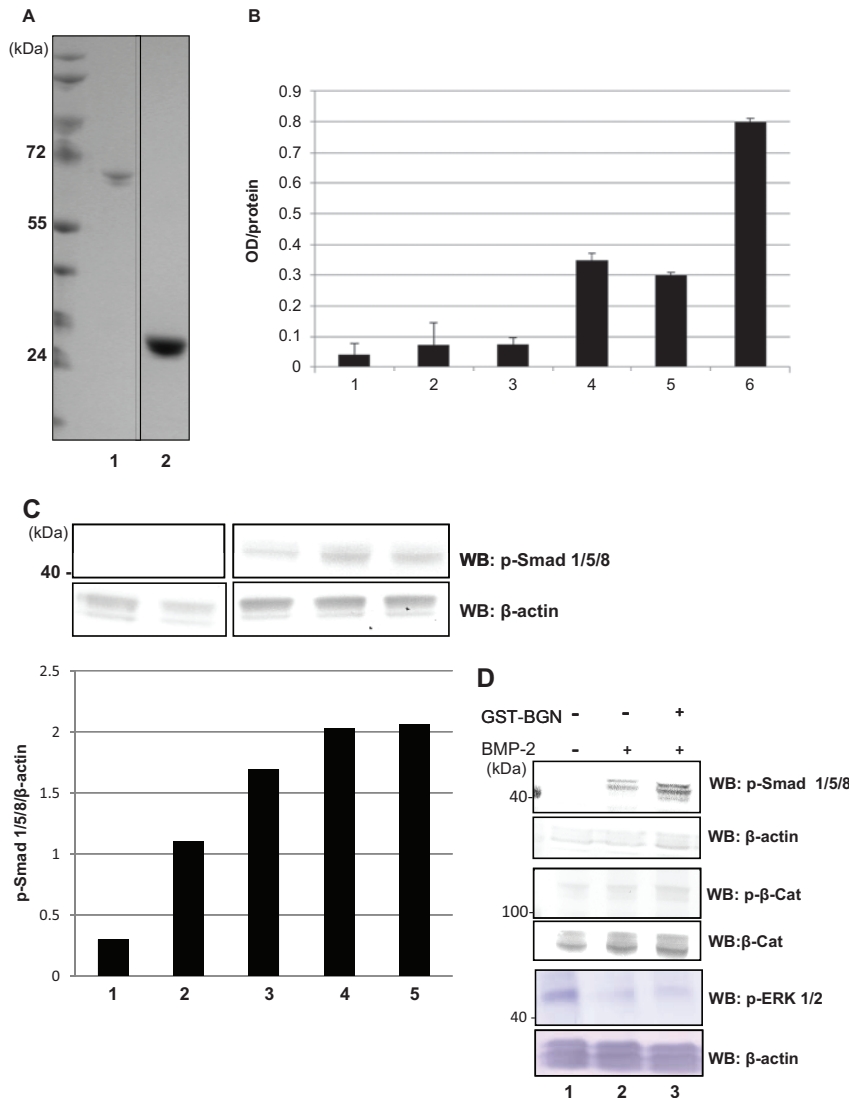 A
(kDa)
72
55
24
1 2
B
OD/protein
0.9
0.8
0.7
0.6
0.5
0.4
0.3
0.2
0.1
0
1 2 3 4 5 6
C
(kDa)
40 -
WB: p-Smad 1/5/8
WB: β-actin
p-Smad 1/5/8/β-actin
2.5
2
1.5
1
0.5
0
1 2 3 4 5
D
GST-BGN - - +
BMP-2 - + +
(kDa)
40-
WB: p-Smad 1/5/8
WB: β-actin
WB: p-β-Cat
100-
WB:β-Cat
WB: p-ERK 1/2
40 -
WB: β-actin
1 2 3